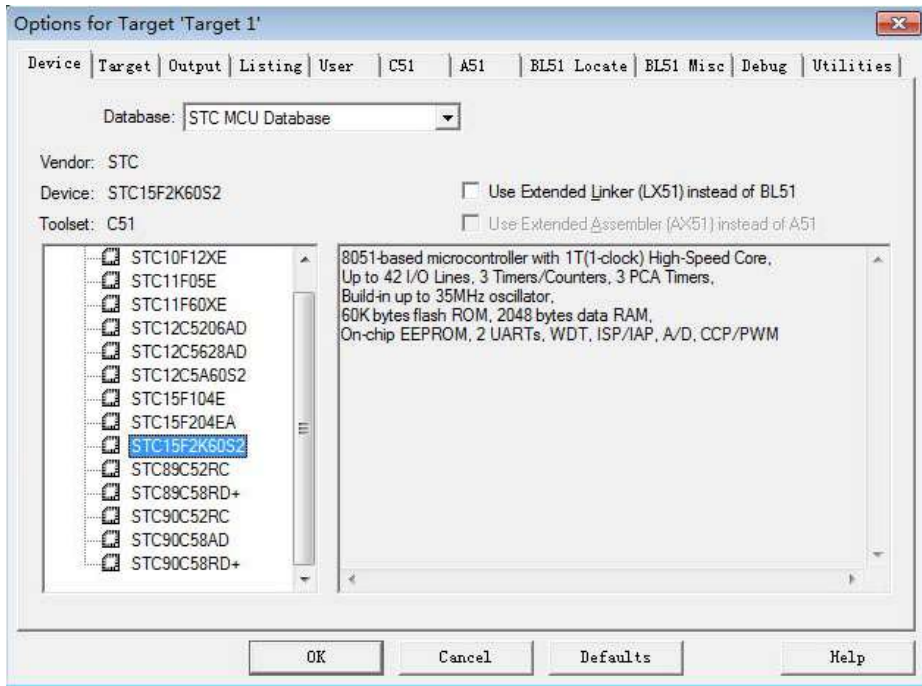 Options for Target 'Target 1'
Device Target Output Listing User C51 A51 BL51 Locate BL51 Misc Debug Utilities
Database: STC MCU Database
Vendor: STC
Device: STC15F2K60S2
Toolset: C51
Use Extended Linker (LX51) instead of BL51
Use Extended Assembler (AX51) instead of A51
STC10F12XE
STC11F05E
STC11F60XE
STC12C5206AD
STC12C5628AD
STC12C5A60S2
STC15F104E
STC15F204EA
STC15F2K60S2
STC89C52RC
STC89C58RD+
STC90C52RC
STC90C58AD
STC90C58RD+
8051-based microcontroller with 1T(1-clock) High-Speed Core,
Up to 42 I/O Lines, 3 Timers/Counters, 3 PCA Timers,
Build-in up to 35MHz oscillator,
60K bytes flash ROM, 2048 bytes data RAM,
On-chip EEPROM, 2 UARTs, WDT, ISP/IAP, A/D, CCP/PWM
OK Cancel Defaults Help